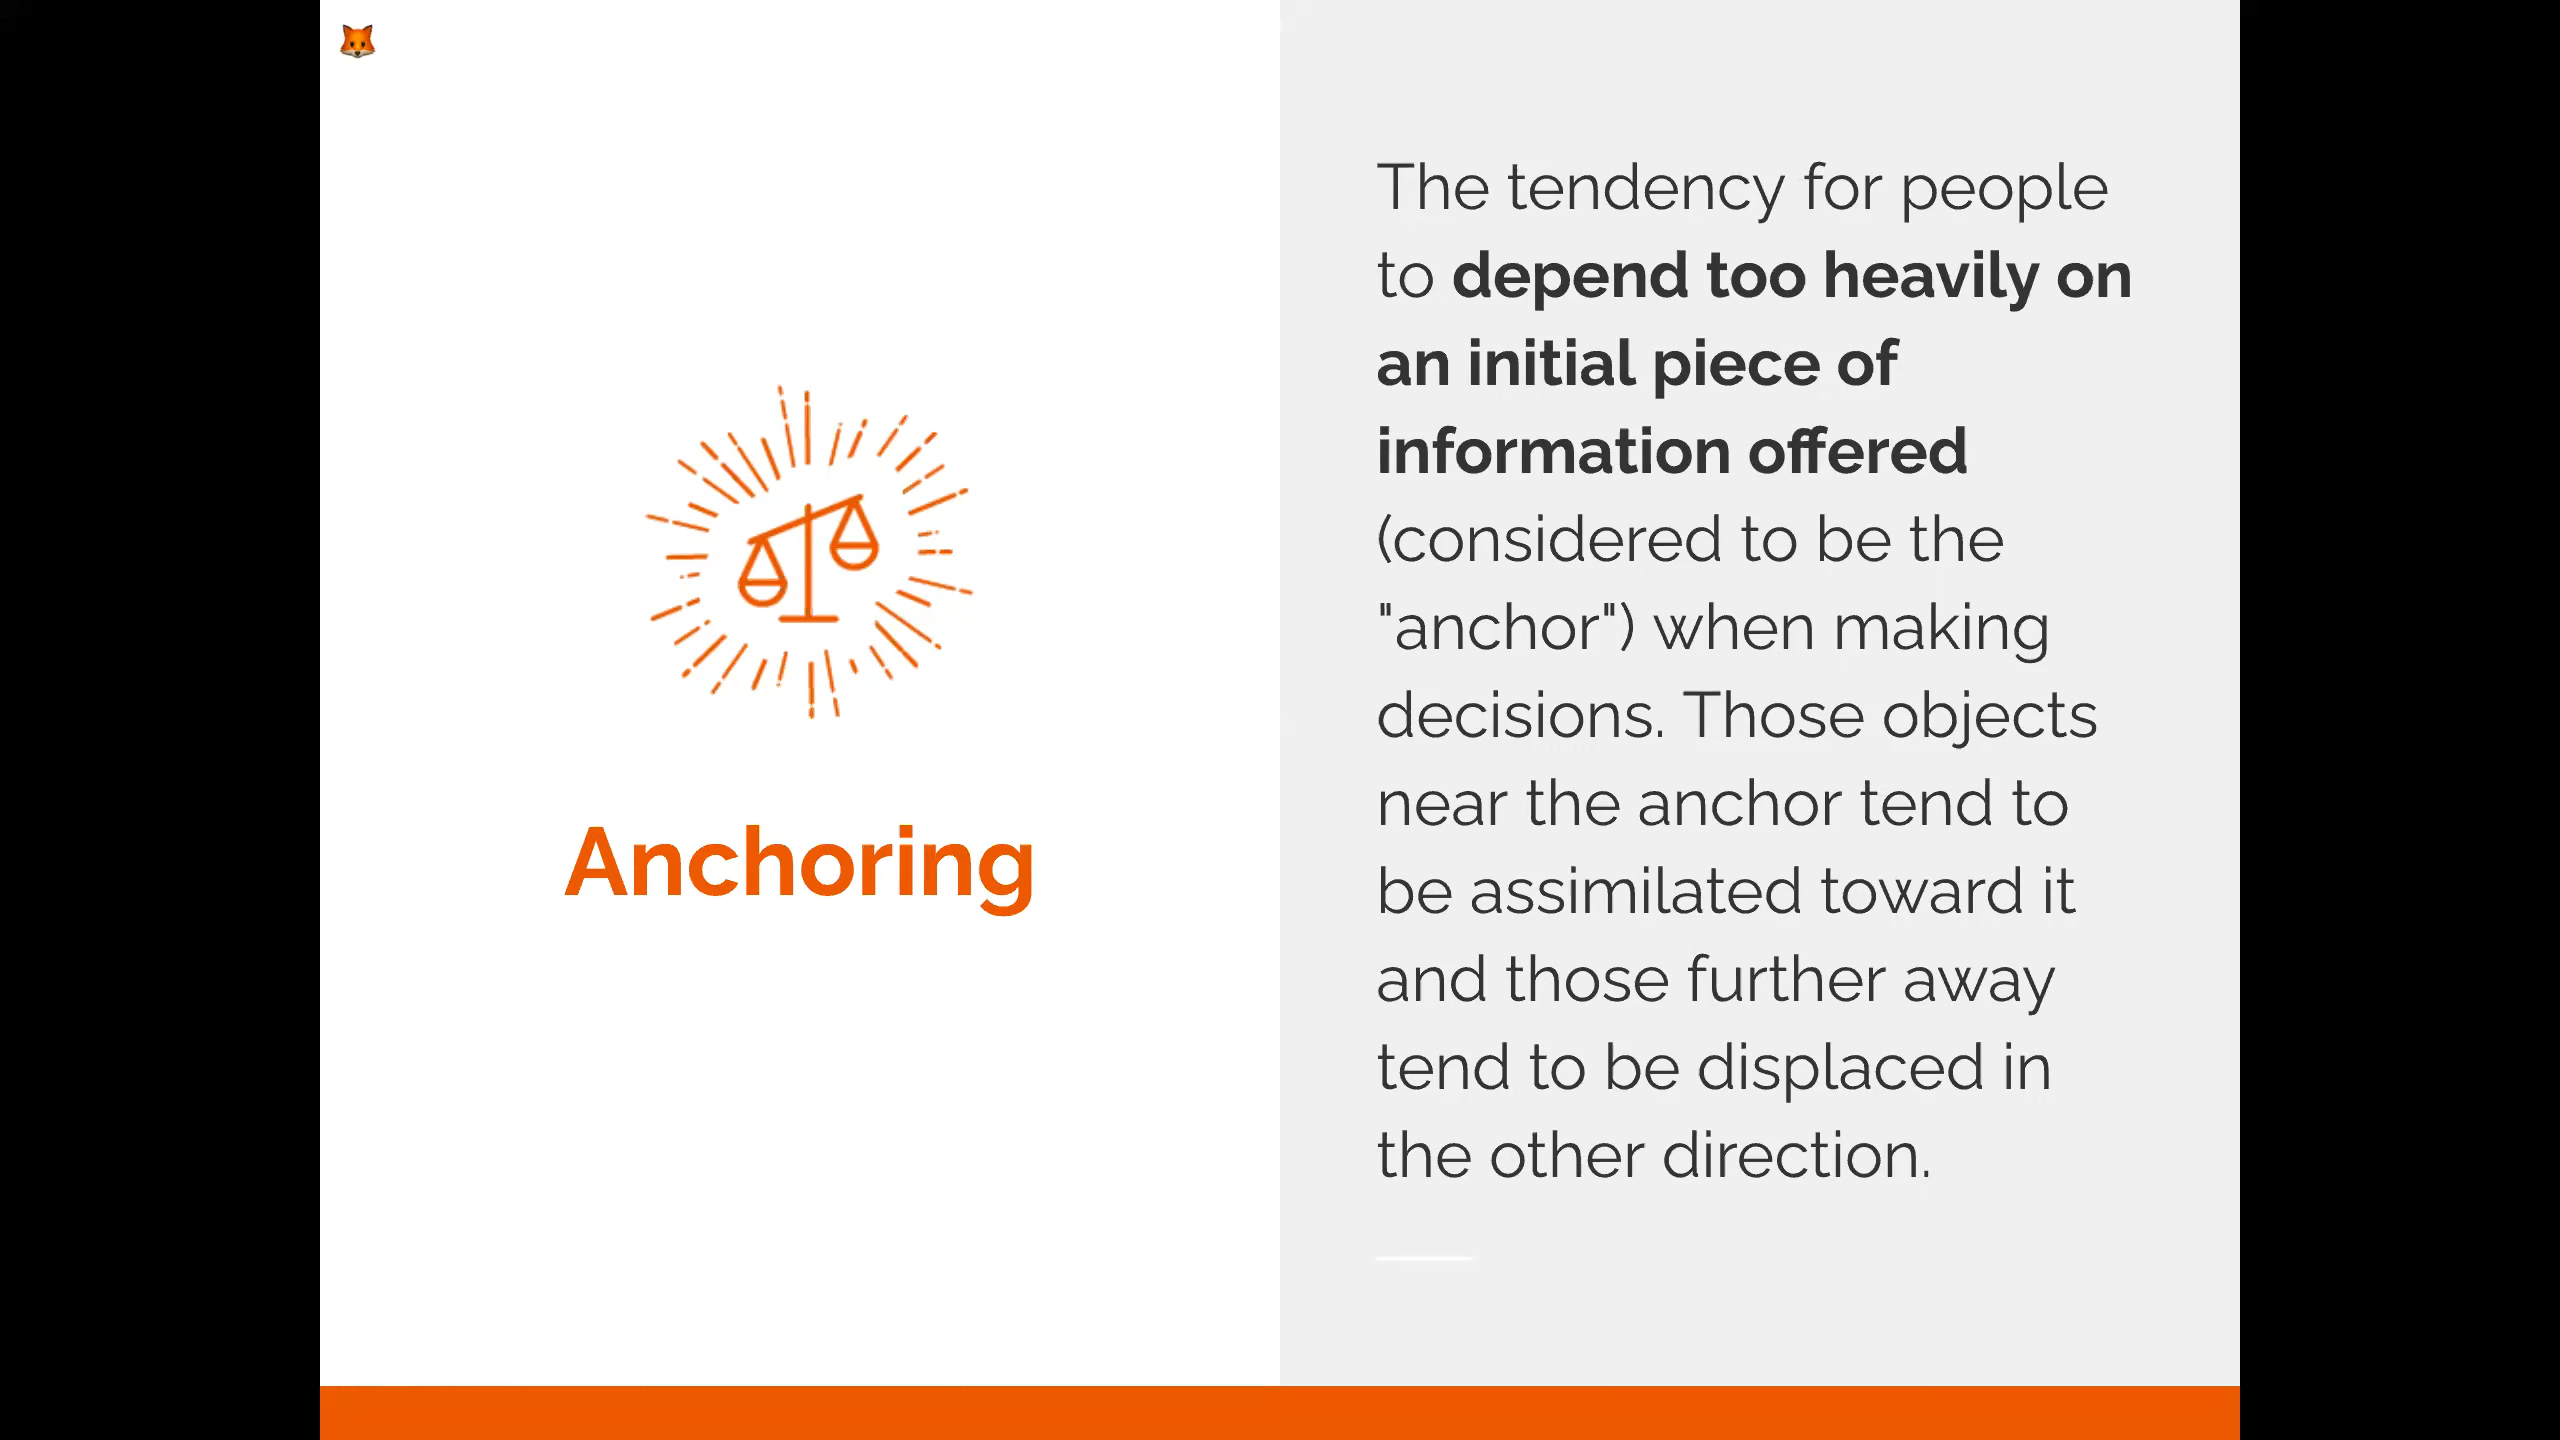 Anchoring
The tendency for people
to depend too heavily on
an initial piece of
information offered
(considered to be the
"anchor") when making
decisions. Those objects
near the anchor tend to
be assimilated toward it
and those further away
tend to be displaced in
the other direction.